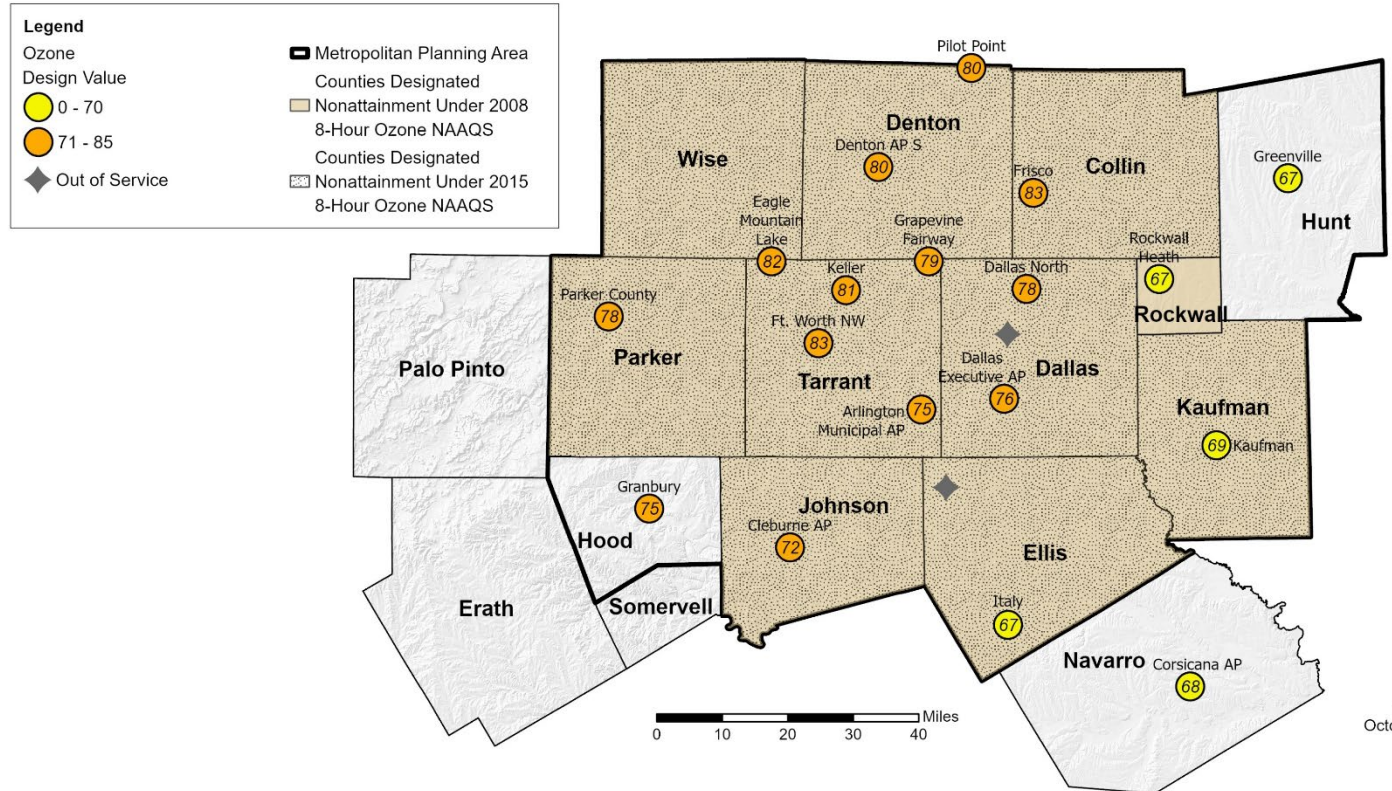 Legend
Ozone
Design Value
0 - 70
71 - 85
Out of Service
Metropolitan Planning Area
Counties Designated
Nonattainment Under 2008
8-Hour Ozone NAAQS
Counties Designated
Nonattainment Under 2015
8-Hour Ozone NAAQS
Pilot Point
80
Denton
Denton AP S
80
Wise
Collin
Frisco
83
Greenville
67
Hunt
Eagle
Mountain
Lake
82
Grapevine
Fairway
79
Rockwall
Heath
67
Rockwall
Keller
81
Dallas North
78
Parker County
78
Parker
Ft. Worth NW
83
Tarrant
Palo Pinto
Dallas
Executive AP
76
Dallas
Arlington
Municipal AP
75
Kaufman
69
Kaufman
Granbury
75
Hood
Johnson
Cleburne AP
72
Ellis
Erath
Somervell
Italy
67
Navarro
Corsicana AP
68
Miles
0
10
20
30
40